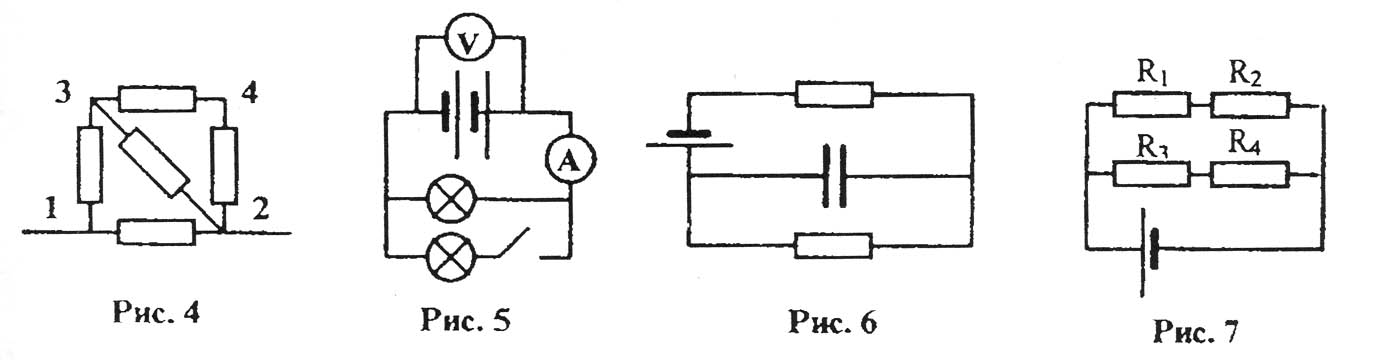 3 4
1 2
Рис. 4
V
A
Рис. 5
Рис. 6
R1 R2
R3 R4
Рис. 7